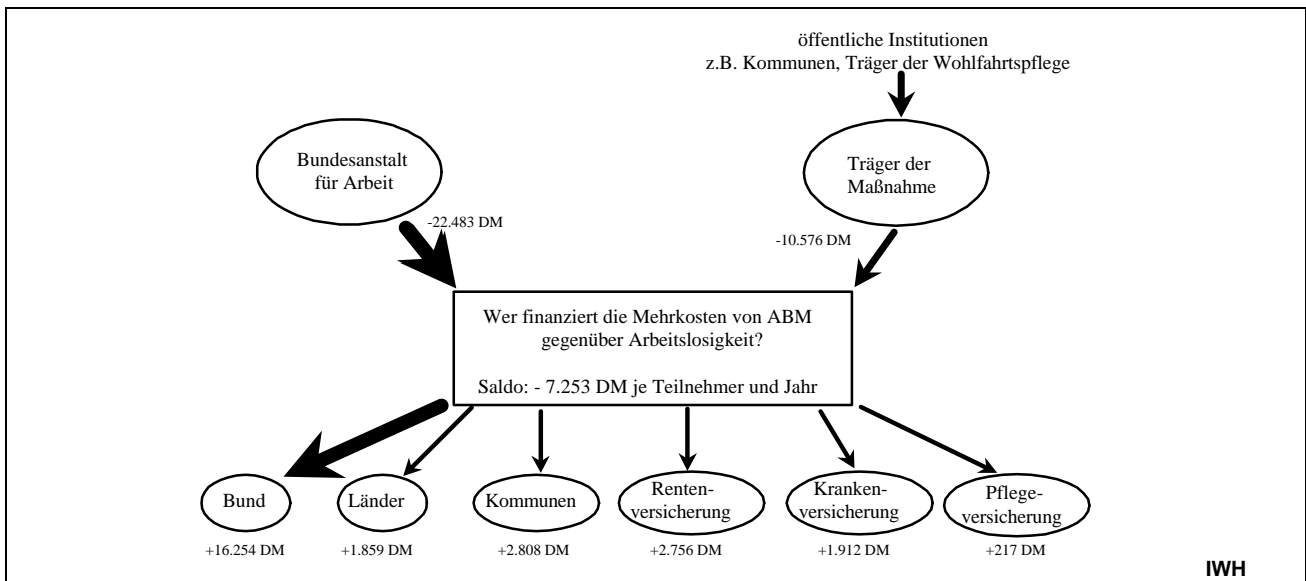 öffentliche Institutionen
z.B. Kommunen, Träger der Wohlfahrtspflege
Bundesanstalt
für Arbeit
Träger der
Maßnahme
-22.483 DM
-10.576 DM
Wer finanziert die Mehrkosten von ABM
gegenüber Arbeitslosigkeit?
Saldo: - 7.253 DM je Teilnehmer und Jahr
Bund
Länder
Kommunen
Renten-
versicherung
Kranken-
versicherung
Pflege-
versicherung
+16.254 DM
+1.859 DM
+2.808 DM
+2.756 DM
+1.912 DM
+217 DM
IWH